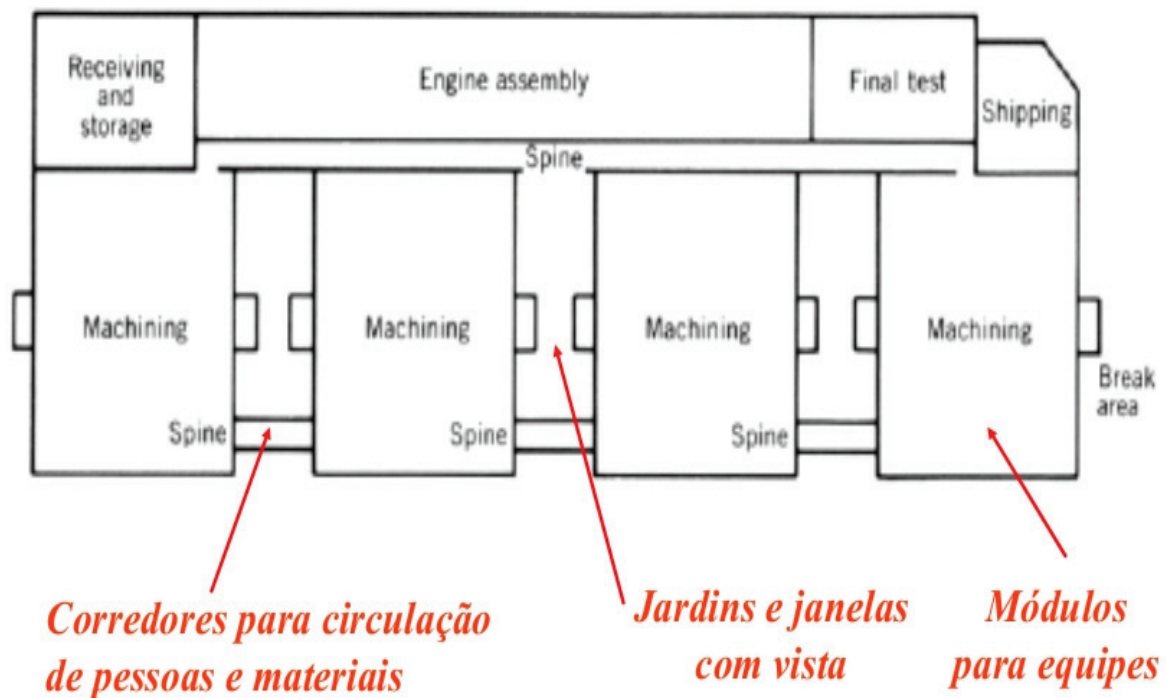 Receiving
and
storage
Engine assembly
Final test
Shipping
Spine
Machining
Machining
Machining
Machining
Break
area
Spine
Spine
Spine
Corredores para circulação
de pessoas e materiais
Jardins e janelas
com vista
Módulos
para equipes